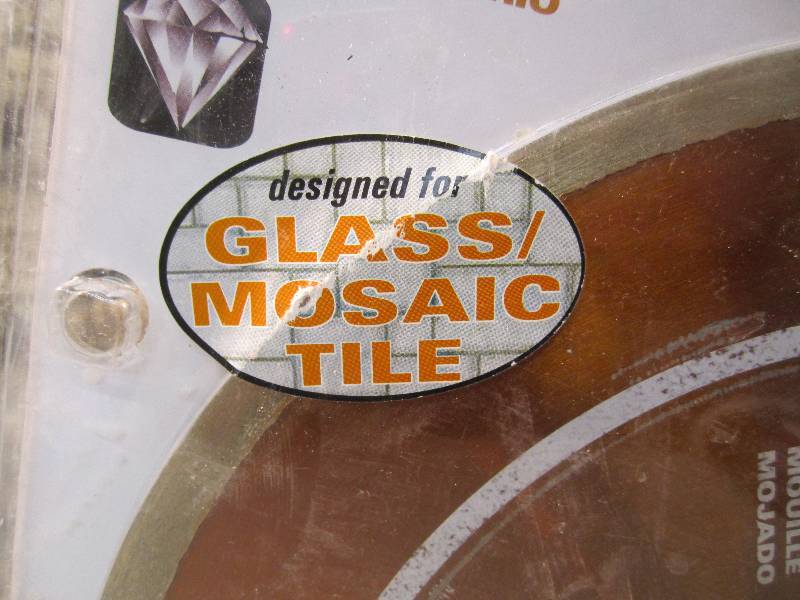 designed for
GLASS/
MOSAIC
TILE
MOUILLE
MOJADO